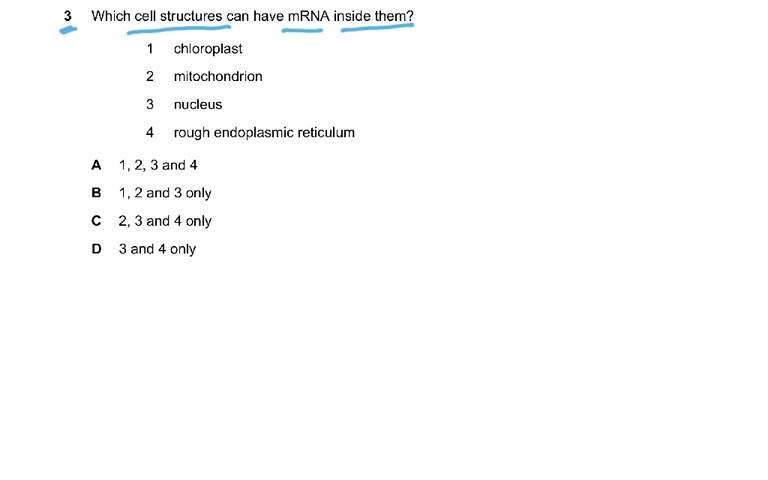 3 Which cell structures can have mRNA inside them?
1 chloroplast
2 mitochondrion
3 nucleus
4 rough endoplasmic reticulum
A 1, 2, 3 and 4
B 1, 2 and 3 only
C 2, 3 and 4 only
D 3 and 4 only